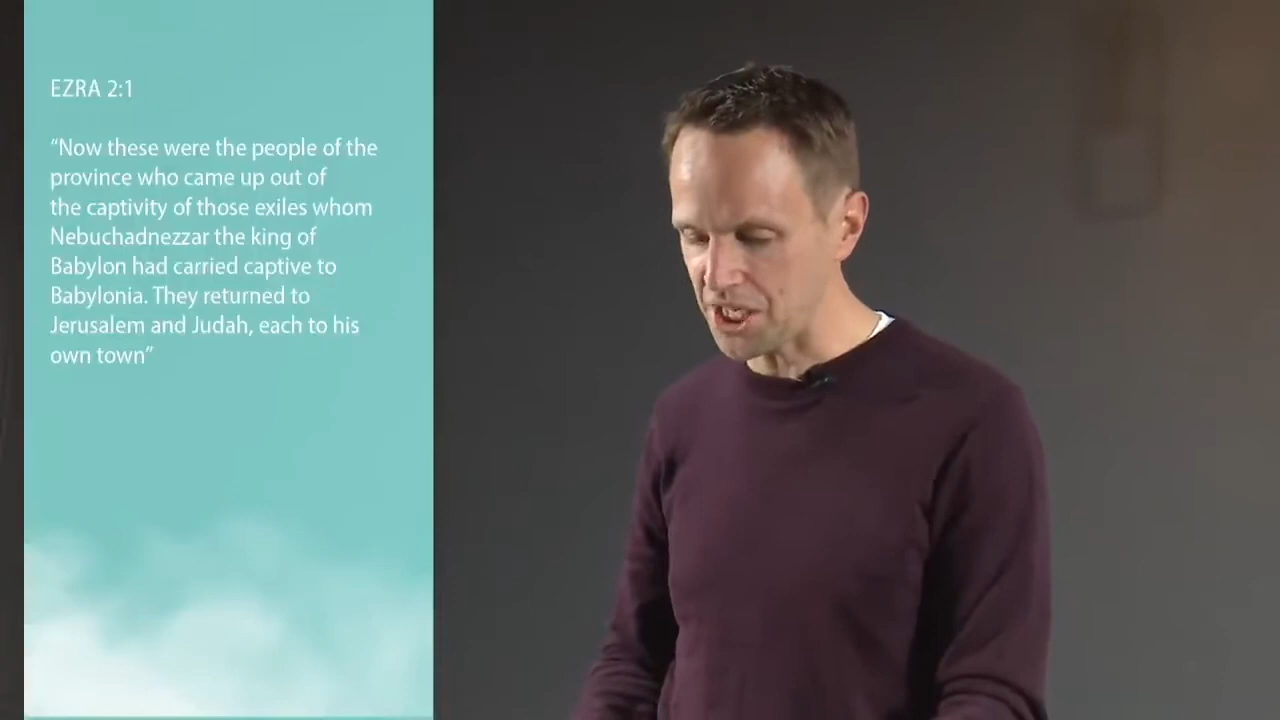 EZRA 2:1
“Now these were the people of the
province who came up out of
the captivity of those exiles whom
Nebuchadnezzar the king of
Babylon had carried captive to
Babylonia. They returned to
Jerusalem and Judah, each to his
own town”